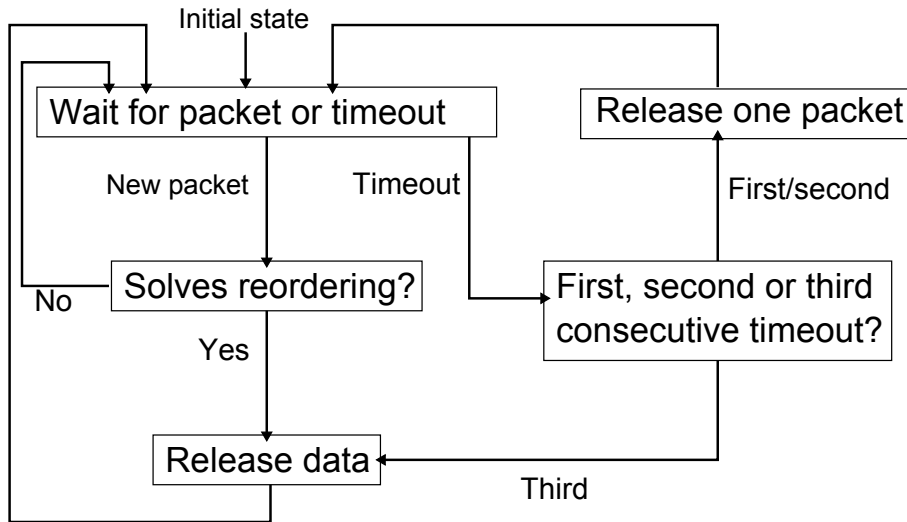 Initial state
Wait for packet or timeout
Release one packet
New packet
Timeout
First/second
Solves reordering?
First, second or third
consecutive timeout?
No
Yes
Release data
Third